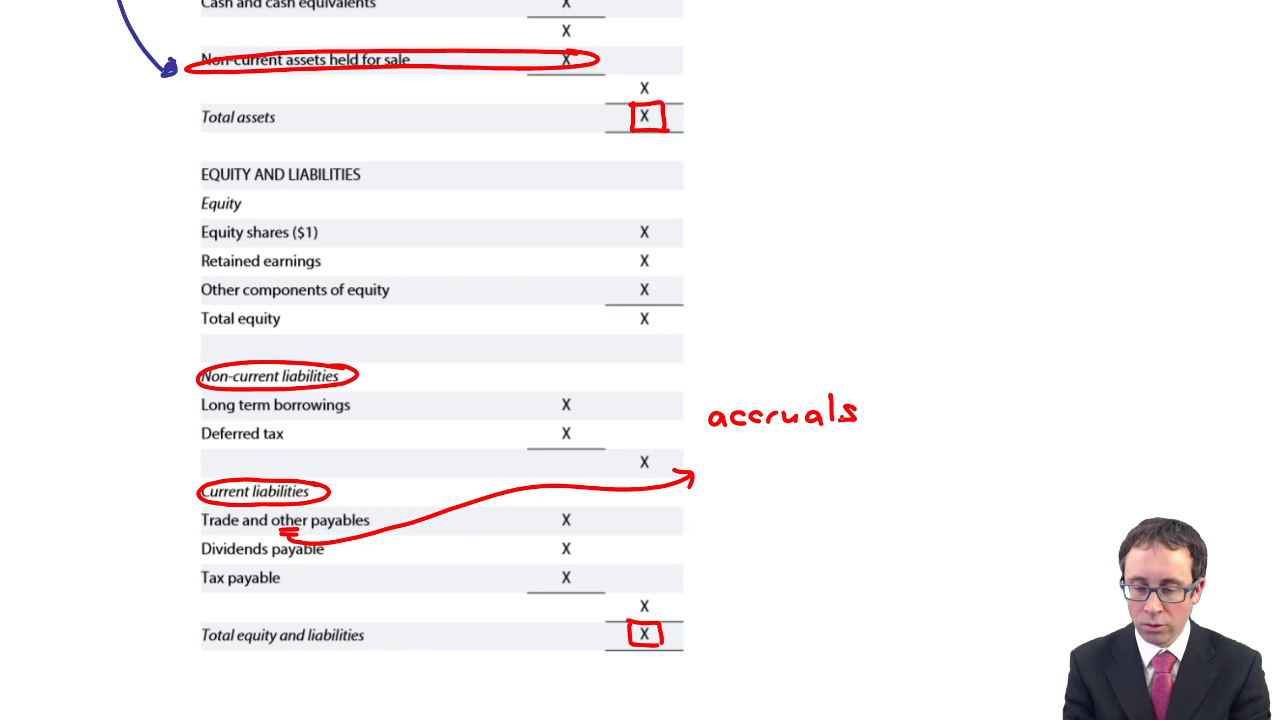 Cash and cash equivalents X
X
Non-current assets held for sale X
X
Total assets X
EQUITY AND LIABILITIES
Equity
Equity shares ($1) X
Retained earnings X
Other components of equity X
Total equity X
Non-current liabilities
Long term borrowings X
accruals
Deferred tax X
X
Current liabilities
Trade and other payables X
Dividends payable X
Tax payable X
X
Total equity and liabilities X